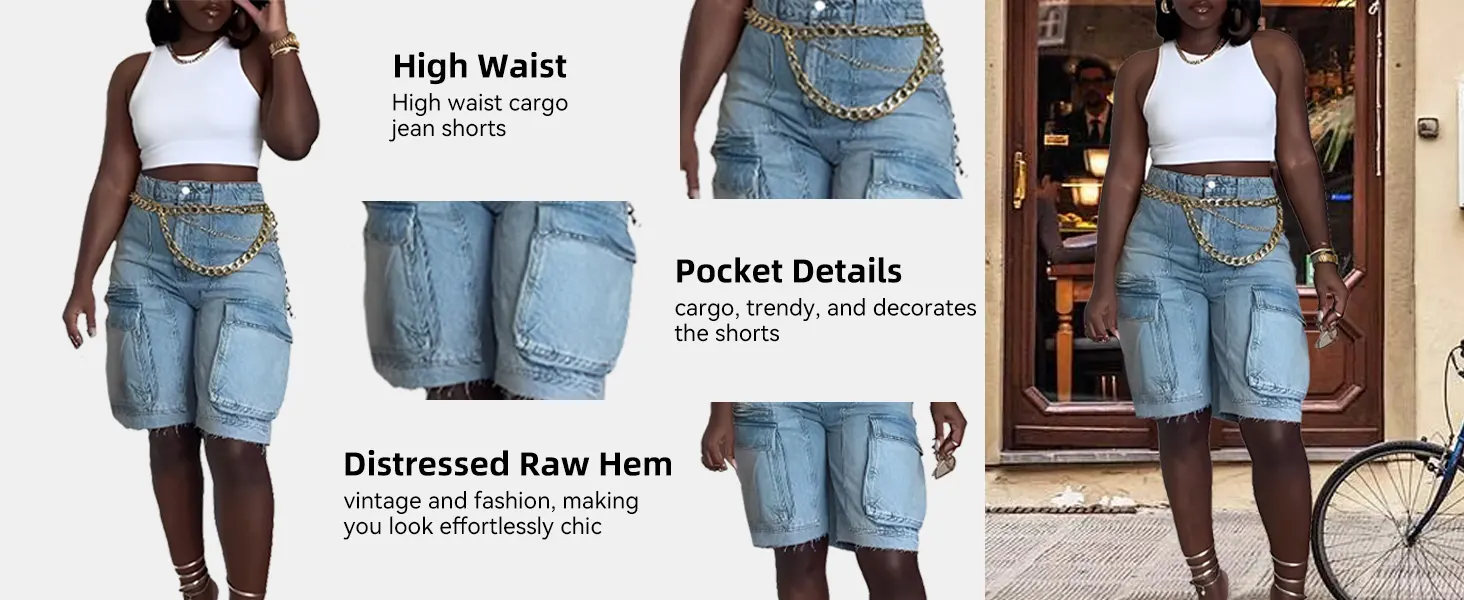 High Waist
High waist cargo
jean shorts
Pocket Details
cargo, trendy, and decorates
the shorts
Distressed Raw Hem
vintage and fashion, making
you look effortlessly chic